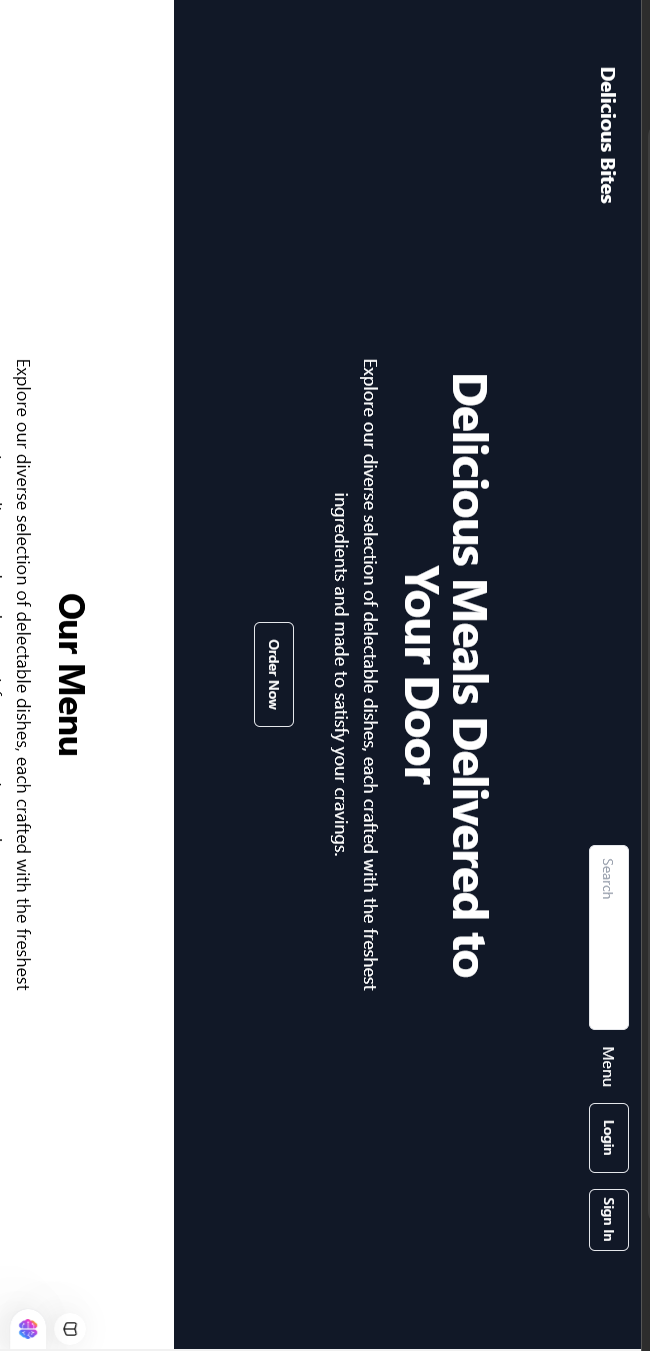 Delicious Bites
Search
Menu
Login
Sign In
Delicious Meals Delivered to
Your Door
Explore our diverse selection of delectable dishes, each crafted with the freshest
ingredients and made to satisfy your cravings.
Order Now
Our Menu
Explore our diverse selection of delectable dishes, each crafted with the freshest